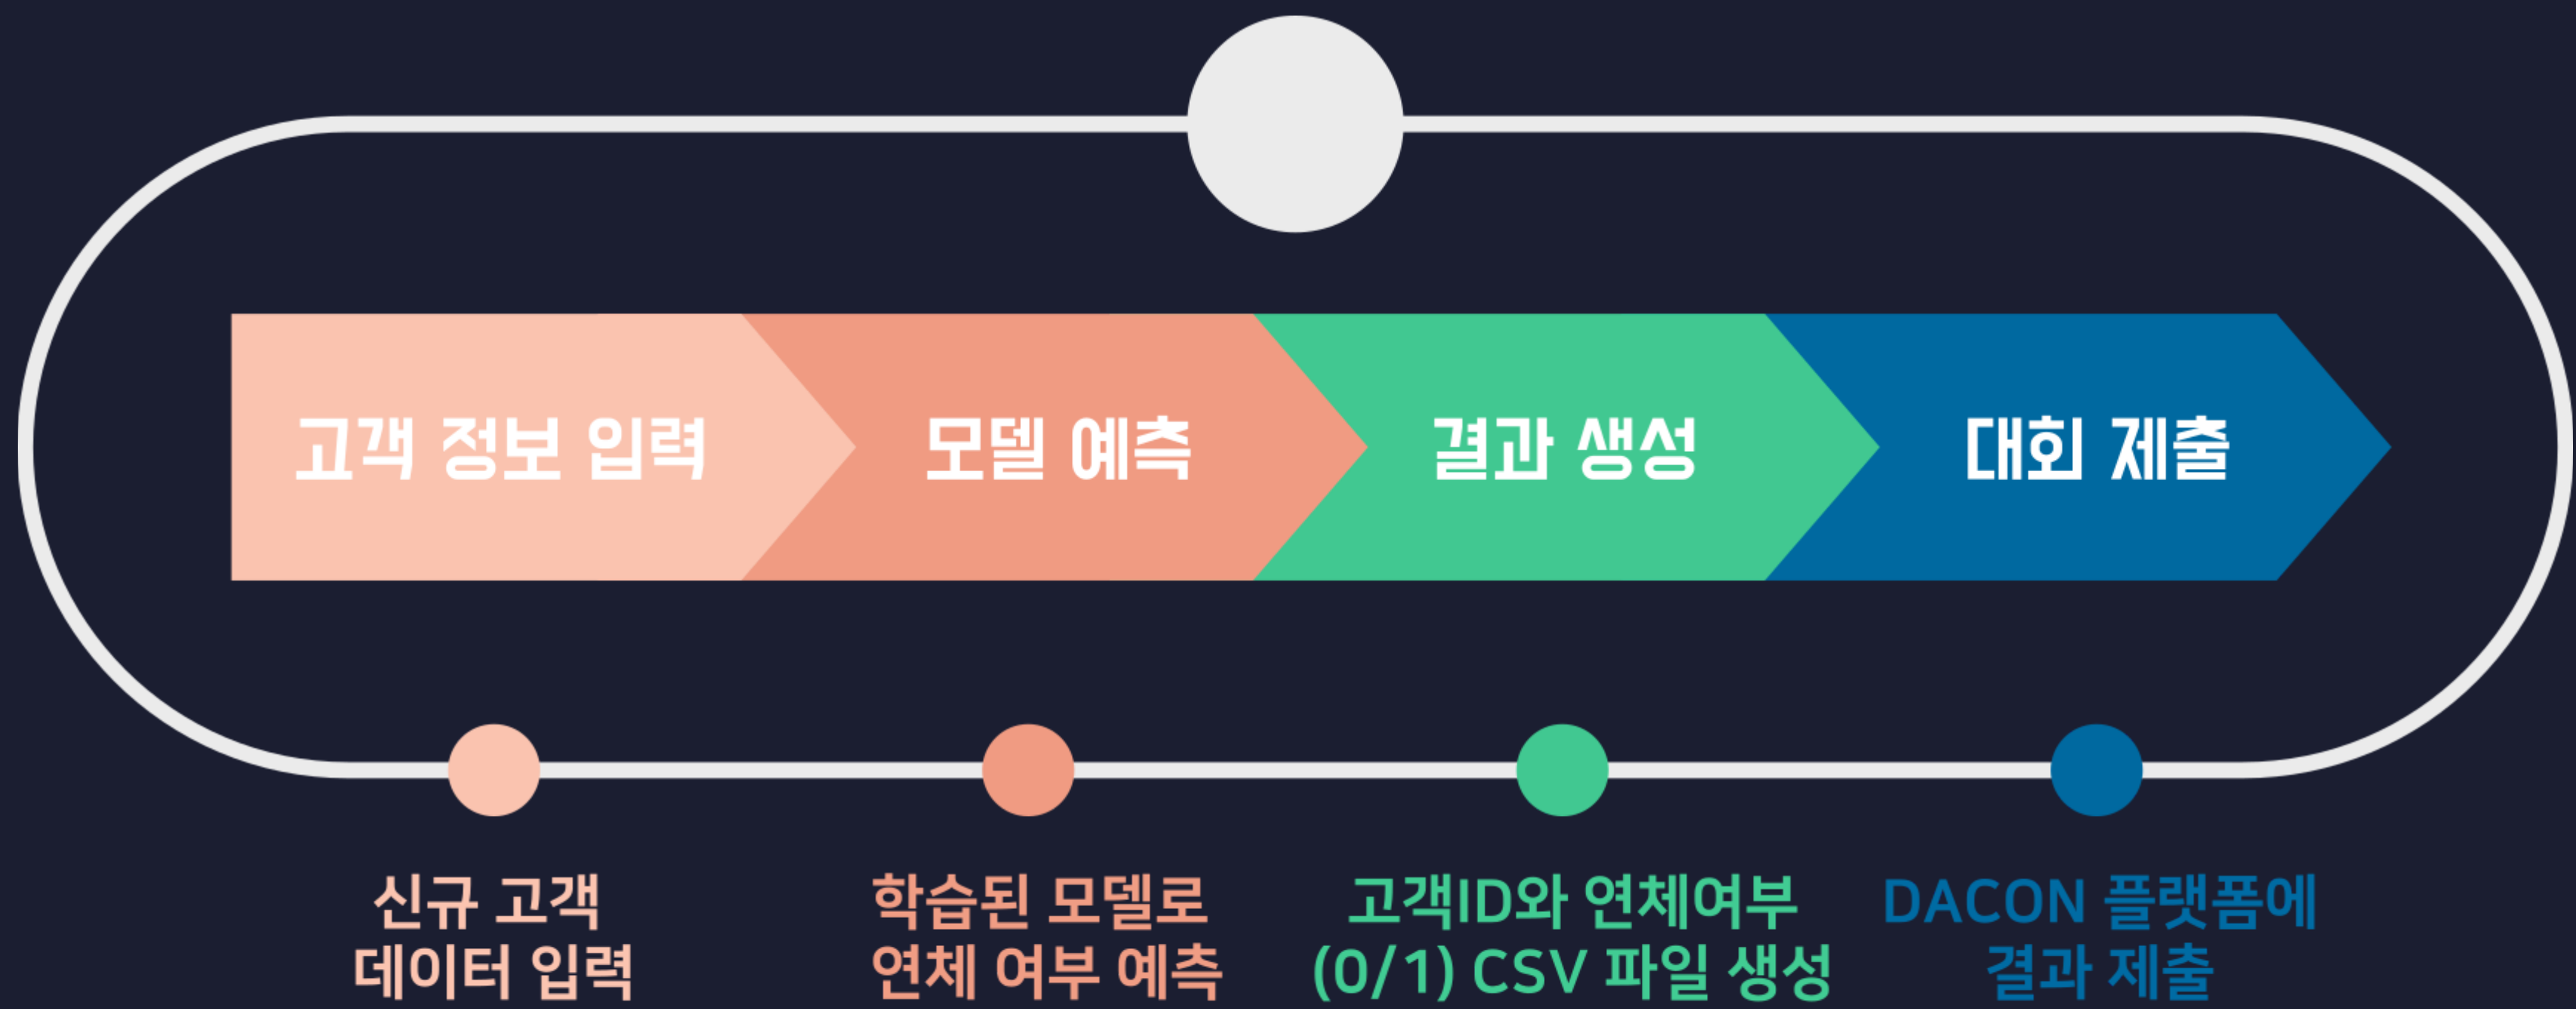 고객 정보 입력
모델 예측
결과 생성
대회 제출
신규 고객
데이터 입력
학습된 모델로
연체 여부 예측
고객ID와 연체여부
(0/1) CSV 파일 생성
DACON 플랫폼에
결과 제출